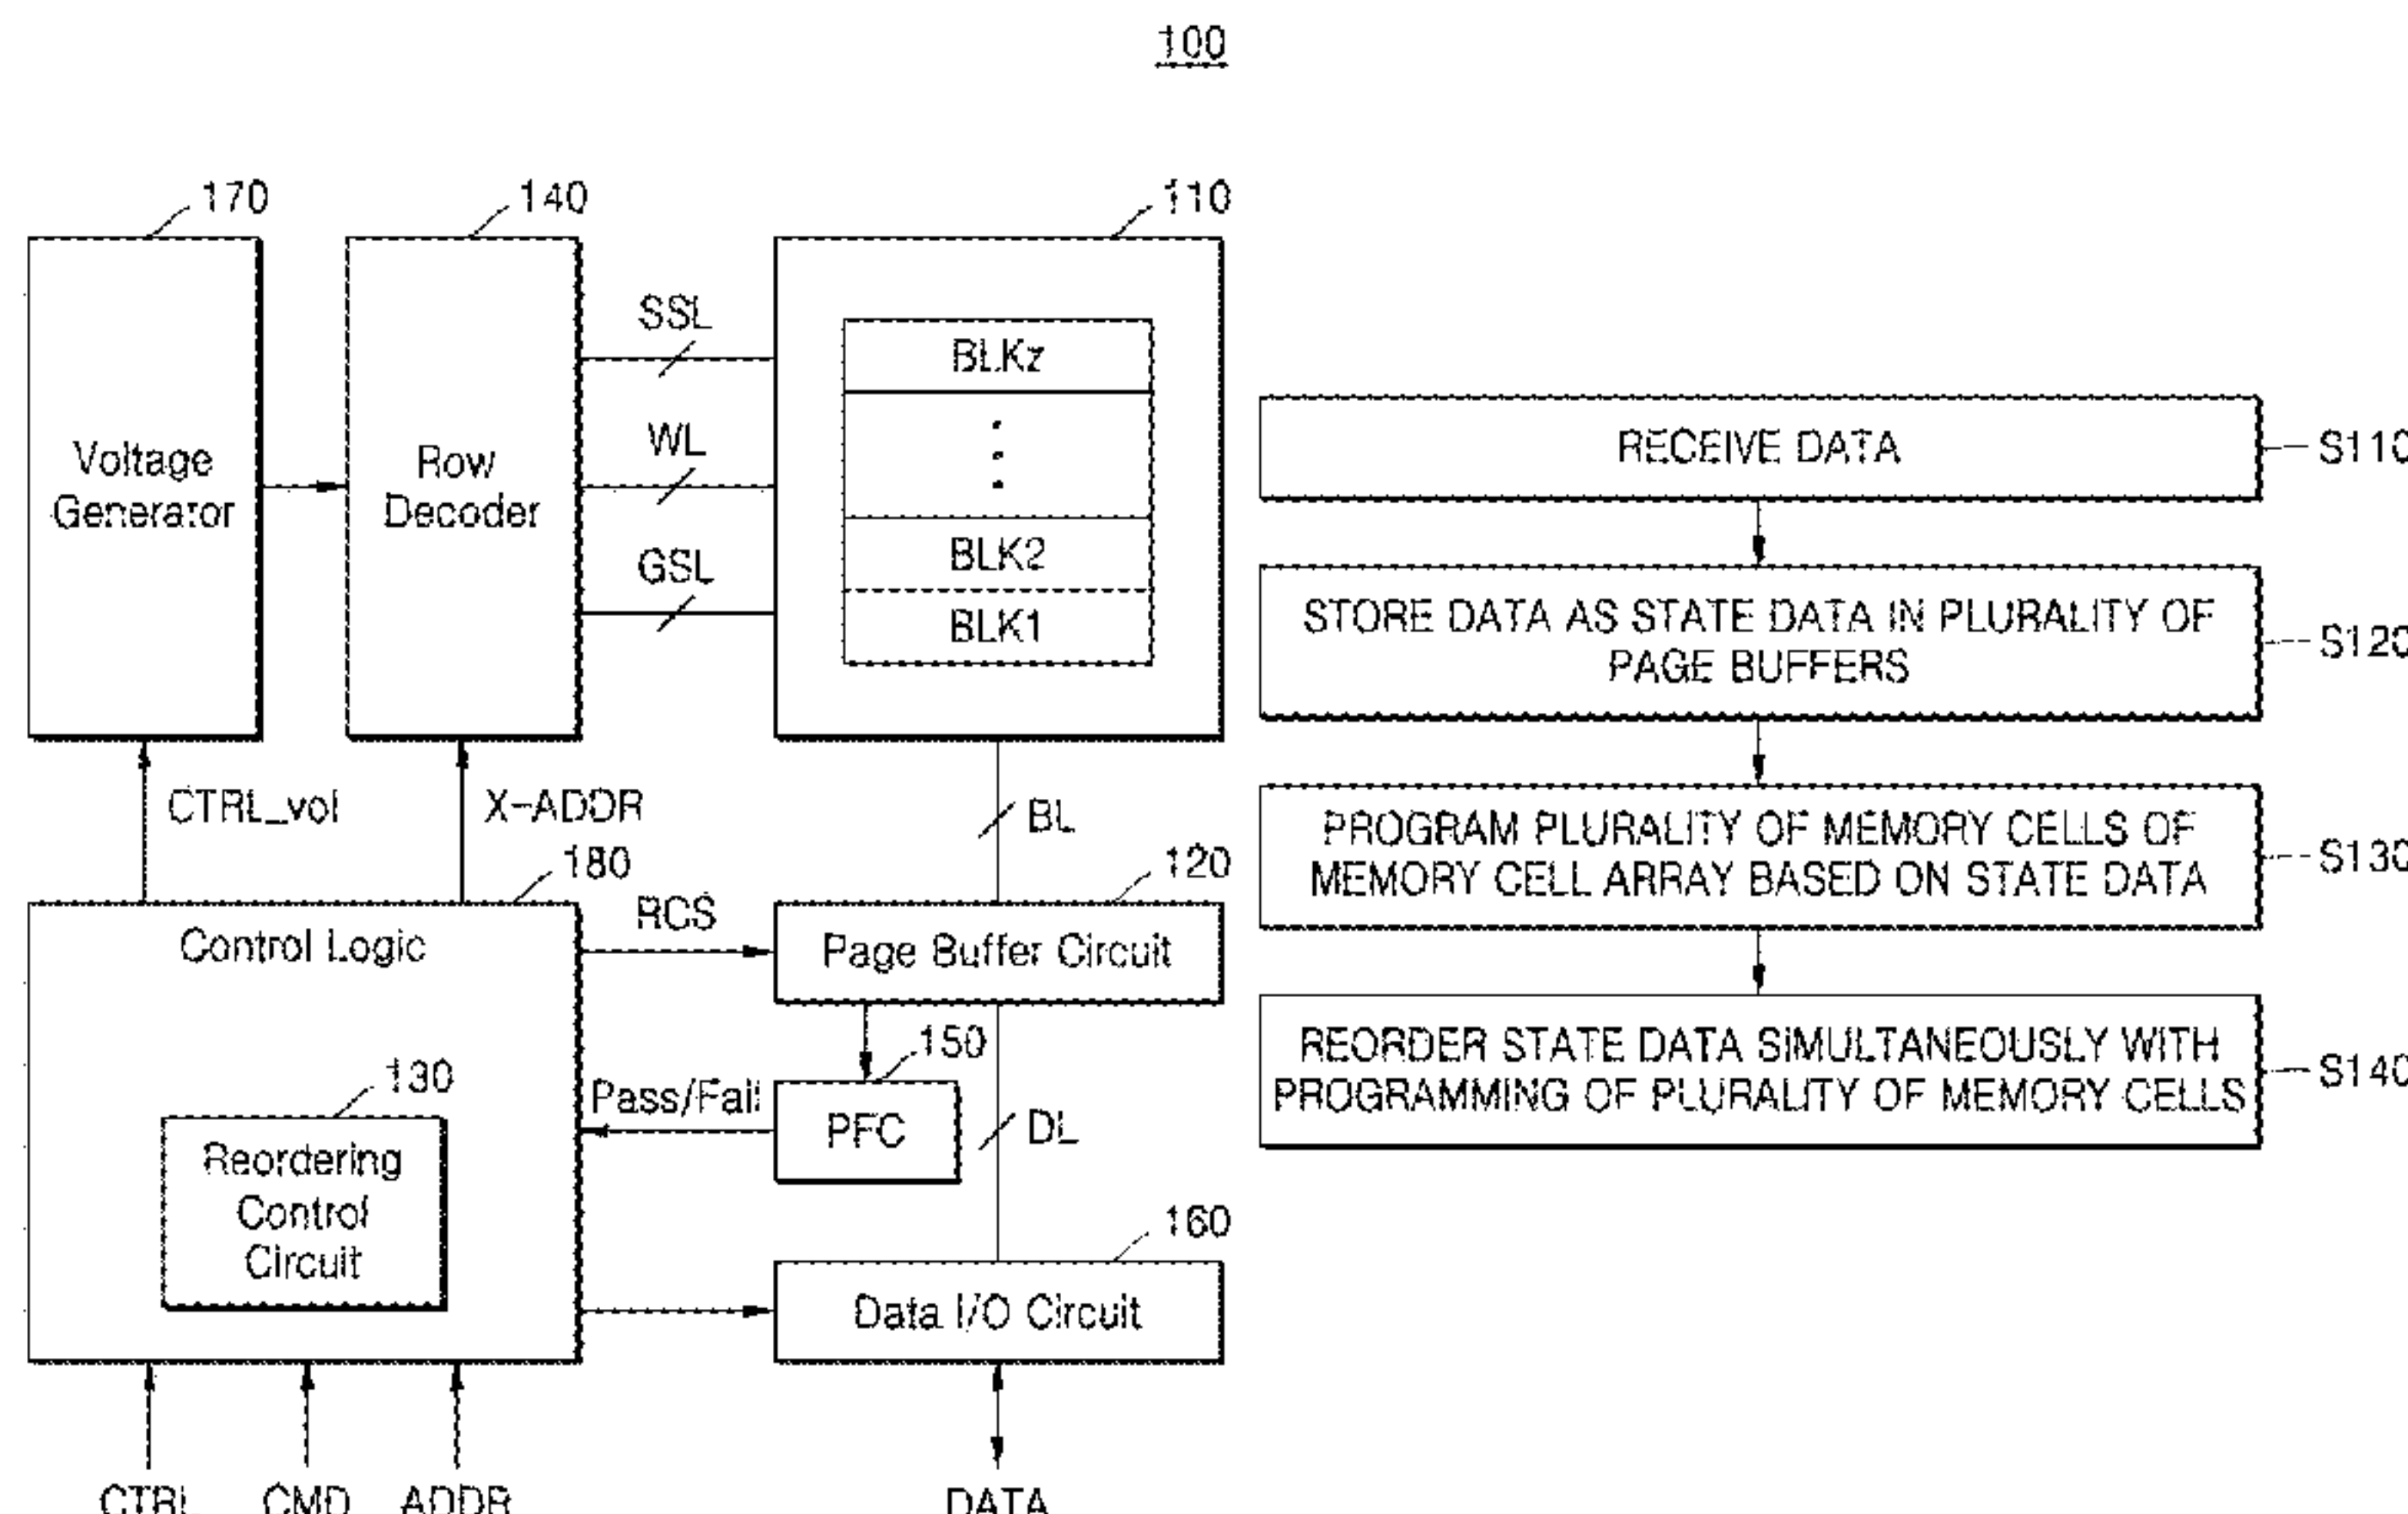 100
170
140
110
Voltage
Generator
Row
Decoder
SSL
WL
GSL
BLKz
BLK2
BLK1
CTRL_vol
X-ADDR
BL
180
Control Logic
RCS
120
Page Buffer Circuit
150
Pass/Fail
PFC
DL
130
Reordering
Control
Circuit
160
Data I/O Circuit
CTRL
CMD
ADDR
DATA
RECEIVE DATA
S110
STORE DATA AS STATE DATA IN PLURALITY OF
PAGE BUFFERS
S120
PROGRAM PLURALITY OF MEMORY CELLS OF
MEMORY CELL ARRAY BASED ON STATE DATA
S130
REORDER STATE DATA SIMULTANEOUSLY WITH
PROGRAMMING OF PLURALITY OF MEMORY CELLS
S140